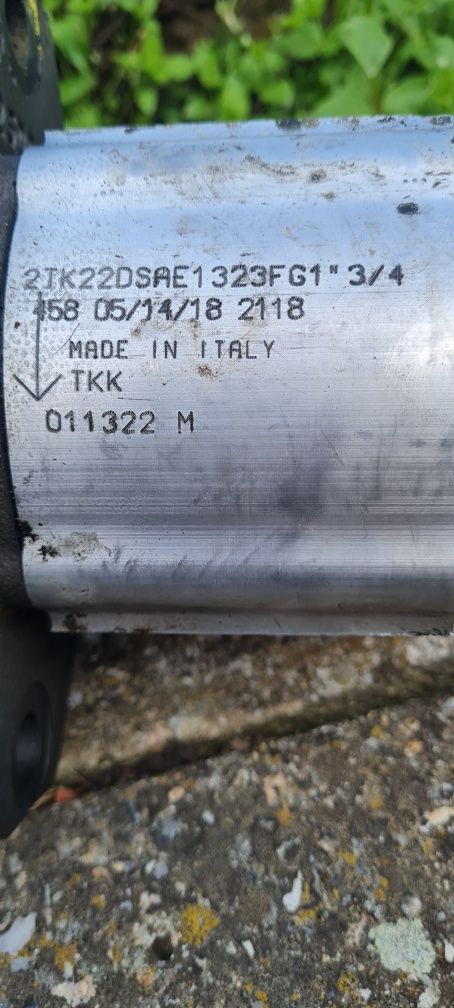 2TK22DSAE1323FG1"3/4
458 05/14/18 2118
MADE IN ITALY
TKK
011322 M